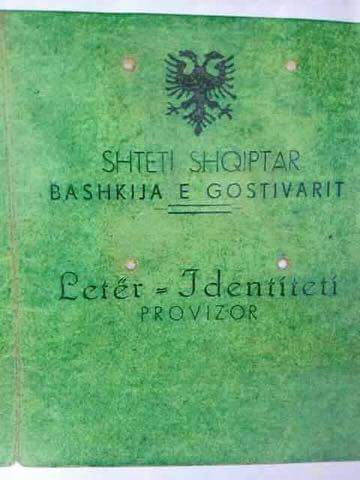 SHTETI SHQIPTAR
BASHKIJA E GOSTIVARIT
Letër = Identiteti
PROVIZOR